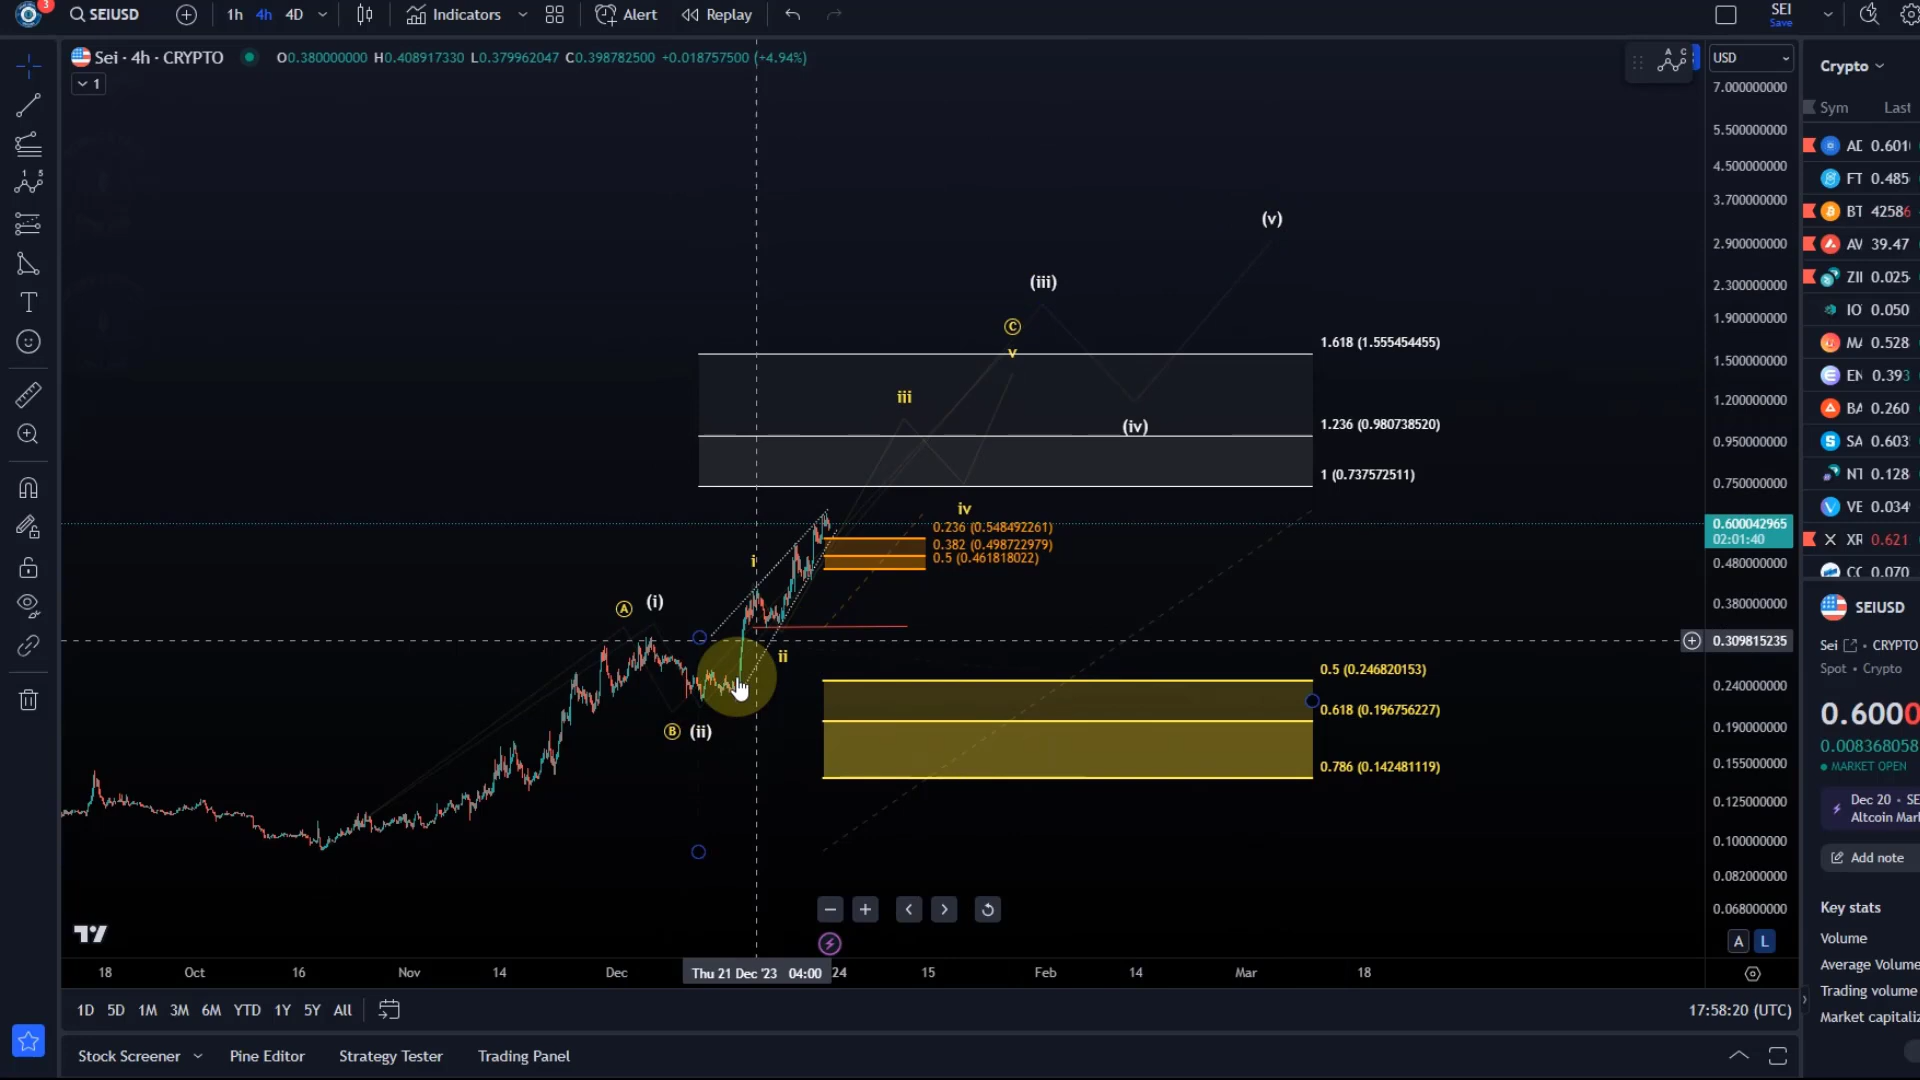 3
SEIUSD
1h 4h 4D
Indicators
Alert
Replay
SEI
Save
Sei · 4h · CRYPTO
O0.380000000 H0.408917330 L0.379962047 C0.398782500 +0.018757500 (+4.94%)
1
A C
USD
7.000000000
5.500000000
4.500000000
3.700000000
2.900000000
2.300000000
1.900000000
1.500000000
1.200000000
0.950000000
0.750000000
0.600042965
02:01:40
0.480000000
0.380000000
0.309815235
0.240000000
0.190000000
0.155000000
0.125000000
0.100000000
0.082000000
0.068000000
A L
1 5
(v)
(iii)
C
v
1.618 (1.555454455)
iii
1.236 (0.980738520)
(iv)
1 (0.737572511)
iv
0.236 (0.548492261)
0.382 (0.498722979)
0.5 (0.461818022)
i
A (i)
ii
0.5 (0.246820153)
0.618 (0.196756227)
B (ii)
0.786 (0.142481119)
18 Oct 16 Nov 14 Dec Thu 21 Dec '23 04:00 24 15 Feb 14 Mar 18
1D 5D 1M 3M 6M YTD 1Y 5Y All
17:58:20 (UTC)
Stock Screener Pine Editor Strategy Tester Trading Panel
Crypto
Sym Last
AD 0.601
FT 0.485
BT 42586
AV 39.47
ZII 0.025
IO 0.050
MA 0.528
EN 0.393
BA 0.260
SA 0.603
NT 0.128
VE 0.034
XR 0.621
CC 0.070
SEIUSD
Sei · CRYPTO
Spot · Crypto
0.6000
0.008368058
MARKET OPEN
Dec 20 · SE
Altcoin Mar
Add note
Key stats
Volume
Average Volume
Trading volume
Market capitaliz